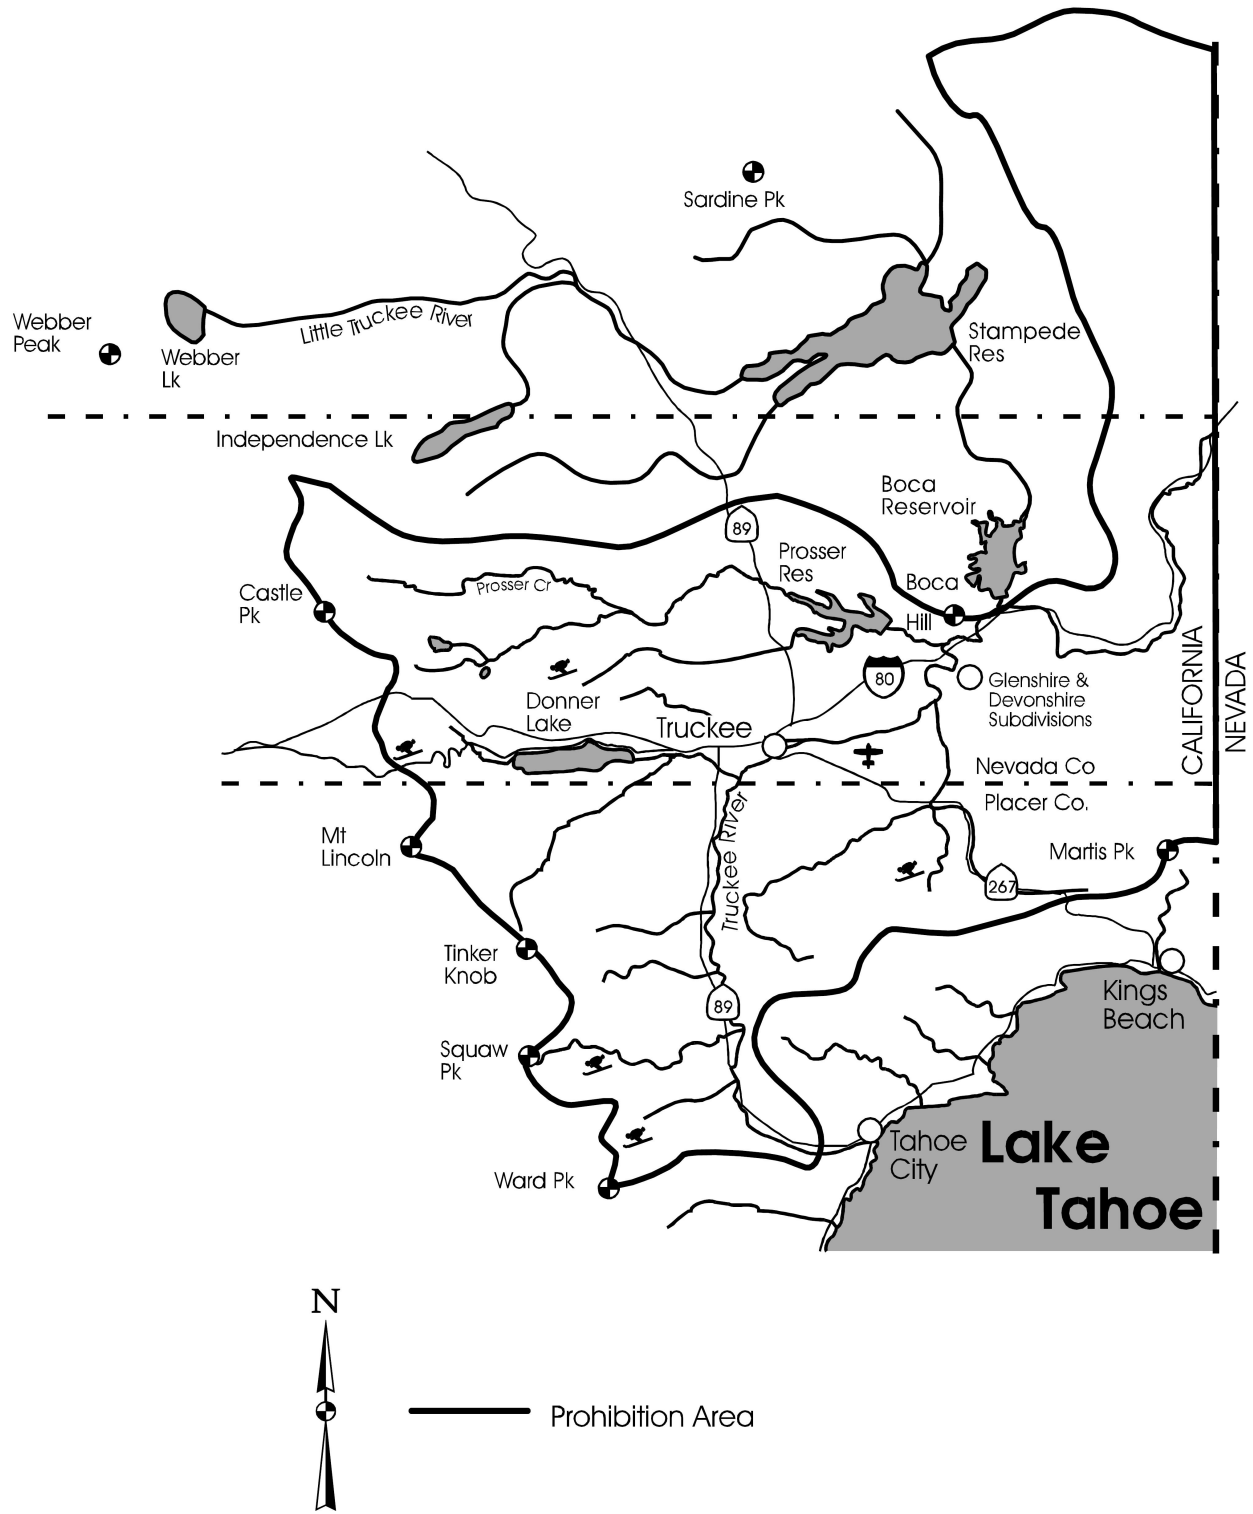 Sardine Pk
Webber
Peak
Webber
Lk
Little Truckee River
Stampede
Res
Independence Lk
Boca
Reservoir
89
Prosser
Res
Boca
Hill
Prosser Cr
Castle
Pk
80
Glenshire &
Devonshire
Subdivisions
CALIFORNIA
NEVADA
Donner
Lake
Truckee
Nevada Co
Placer Co.
Mt
Lincoln
Truckee River
Martis Pk
267
Tinker
Knob
89
Kings
Beach
Squaw
Pk
Tahoe
City
Lake
Tahoe
Ward Pk
N
Prohibition Area